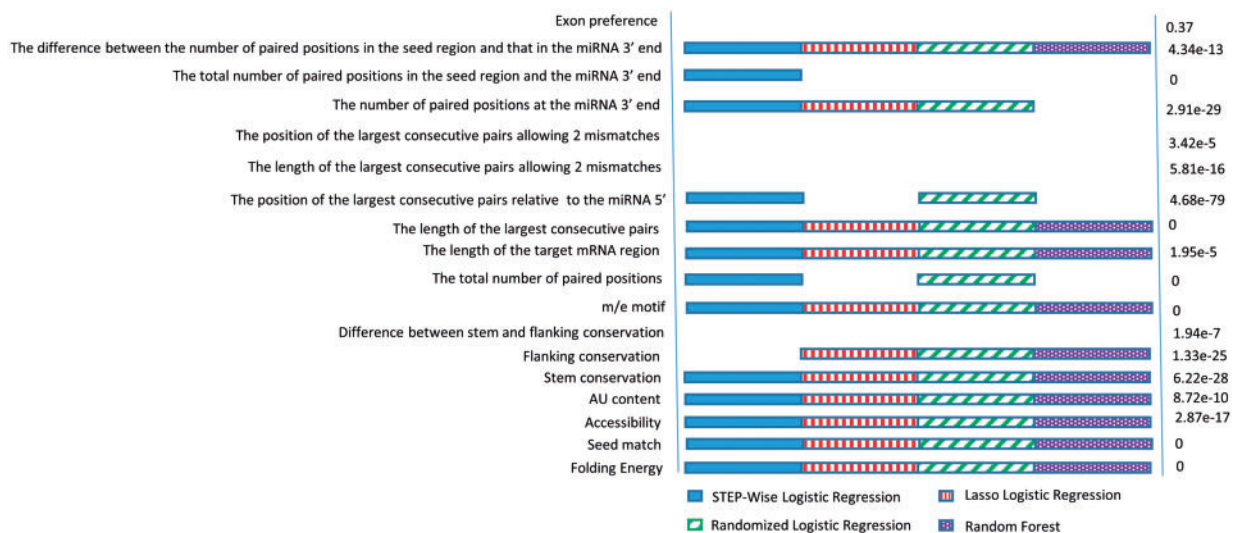 Exon preference
0.37
The difference between the number of paired positions in the seed region and that in the miRNA 3’ end
4.34e-13
The total number of paired positions in the seed region and the miRNA 3’ end
0
The number of paired positions at the miRNA 3’ end
2.91e-29
The position of the largest consecutive pairs allowing 2 mismatches
3.42e-5
The length of the largest consecutive pairs allowing 2 mismatches
5.81e-16
The position of the largest consecutive pairs relative to the miRNA 5’
4.68e-79
The length of the largest consecutive pairs
0
The length of the target mRNA region
1.95e-5
The total number of paired positions
0
m/e motif
0
Difference between stem and flanking conservation
1.94e-7
Flanking conservation
1.33e-25
Stem conservation
6.22e-28
AU content
8.72e-10
Accessibility
2.87e-17
Seed match
0
Folding Energy
0
STEP-Wise Logistic Regression
Lasso Logistic Regression
Randomized Logistic Regression
Random Forest